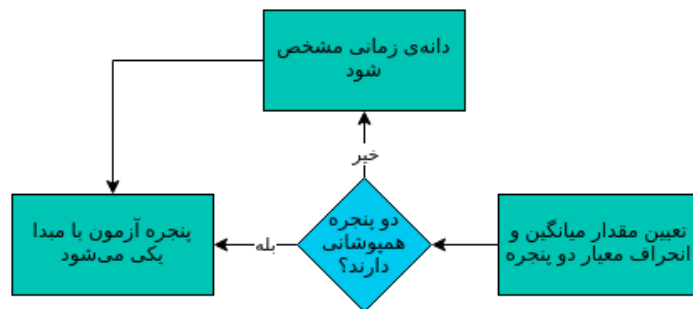 دانه‌ی زمانی مشخص
شود
خیر
تعیین مقدار میانگین و
انحراف معیار دو پنجره
دو پنجره
همپوشانی
دارند؟
بله
پنجره آزمون با مبدا
یکی می‌شود